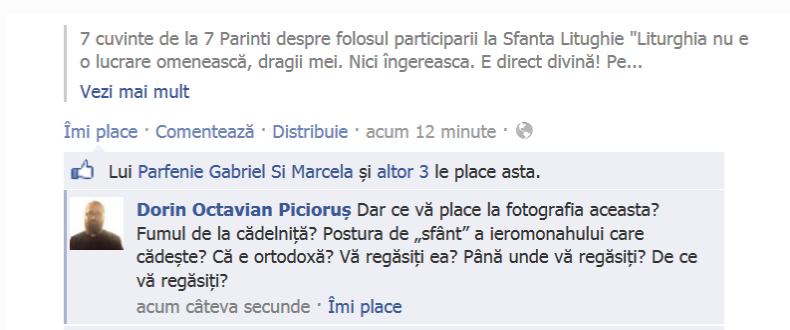 7 cuvinte de la 7 Parinti despre folosul participarii la Sfanta Litughie "Liturghia nu e
o lucrare omenească, dragii mei. Nici îngereasca. E direct divină! Pe...
Vezi mai mult
Îmi place · Comentează · Distribuie · acum 12 minute ·
Lui Parfenie Gabriel Si Marcela și altor 3 le place asta.
Dorin Octavian Picioruș Dar ce vă place la fotografia aceasta?
Fumul de la cădelniță? Postura de „sfânt” a ieromonahului care
cădește? Că e ortodoxă? Vă regăsiți ea? Până unde vă regăsiți? De ce
vă regăsiți?
acum câteva secunde · Îmi place